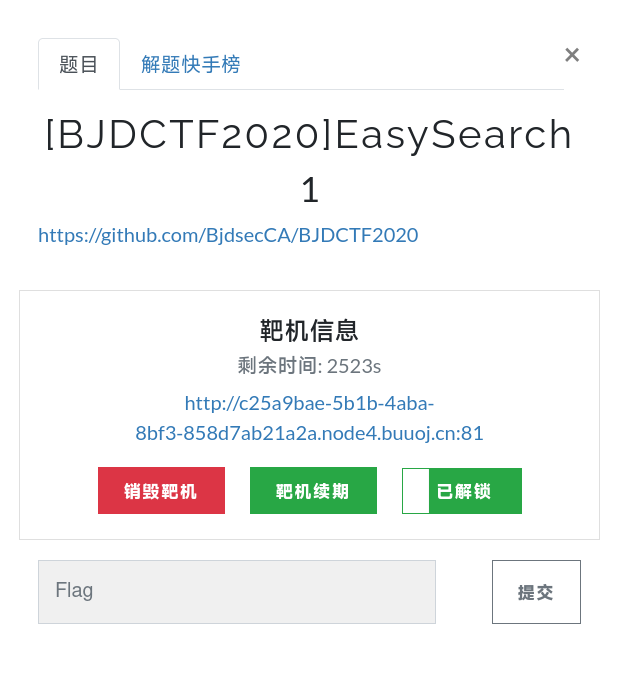 题目 解题快手榜 ×
[BJDCTF2020]EasySearch
1
https://github.com/BjdsecCA/BJDCTF2020
靶机信息
剩余时间: 2523s
http://c25a9bae-5b1b-4aba-
8bf3-858d7ab21a2a.node4.buuoj.cn:81
销毁靶机 靶机续期 已解锁
Flag 提交